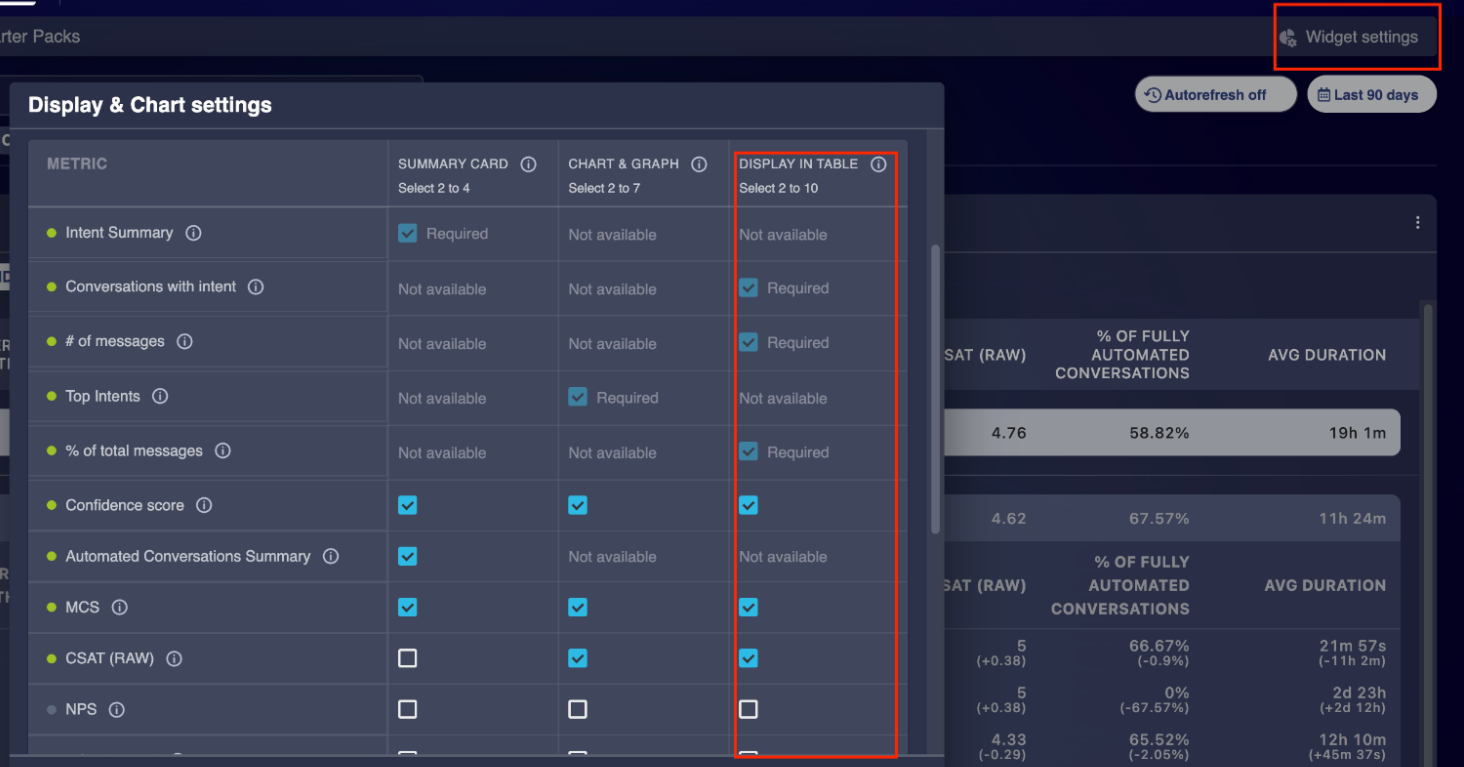 Packs
Widget settings
Autorefresh off
Last 90 days
Display & Chart settings
METRIC
SUMMARY CARD
Select 2 to 4
CHART & GRAPH
Select 2 to 7
DISPLAY IN TABLE
Select 2 to 10
Intent Summary
Required
Not available
Not available
Conversations with intent
Not available
Not available
Required
# of messages
Not available
Not available
Required
Top Intents
Not available
Required
Not available
% of total messages
Not available
Not available
Required
Confidence score
Automated Conversations Summary
Not available
Not available
MCS
CSAT (RAW)
NPS
SAT (RAW)
% OF FULLY
AUTOMATED
CONVERSATIONS
AVG DURATION
4.76
58.82%
19h 1m
4.62
67.57%
11h 24m
SAT (RAW)
% OF FULLY
AUTOMATED
CONVERSATIONS
AVG DURATION
5
(+0.38)
66.67%
(-0.9%)
21m 57s
(-11h 2m)
5
(+0.38)
0%
(-67.57%)
2d 23h
(+2d 12h)
4.33
(-0.29)
65.52%
(-2.05%)
12h 10m
(+45m 37s)